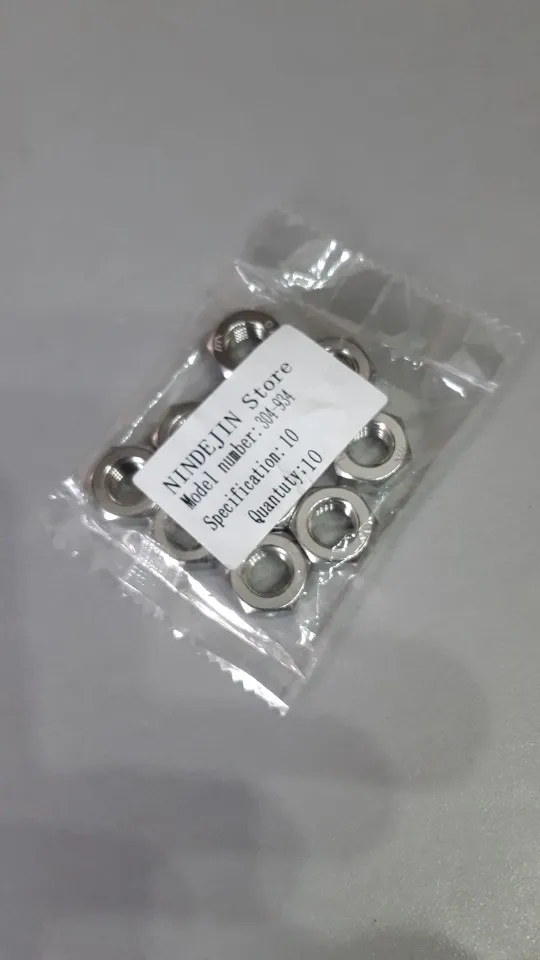 NINDEJIN Store
Model number:304-934
Specification:10
Quantuty:10